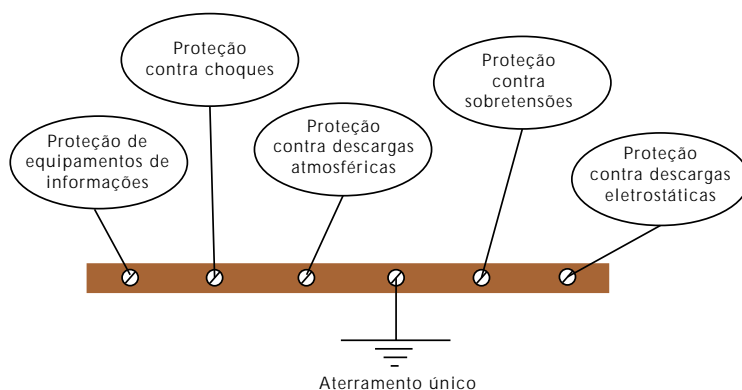 Proteção
contra choques
Proteção
contra
sobretensões
Proteção de
equipamentos de
informações
Proteção
contra descargas
atmosféricas
Proteção
contra descargas
eletrostáticas
Aterramento único